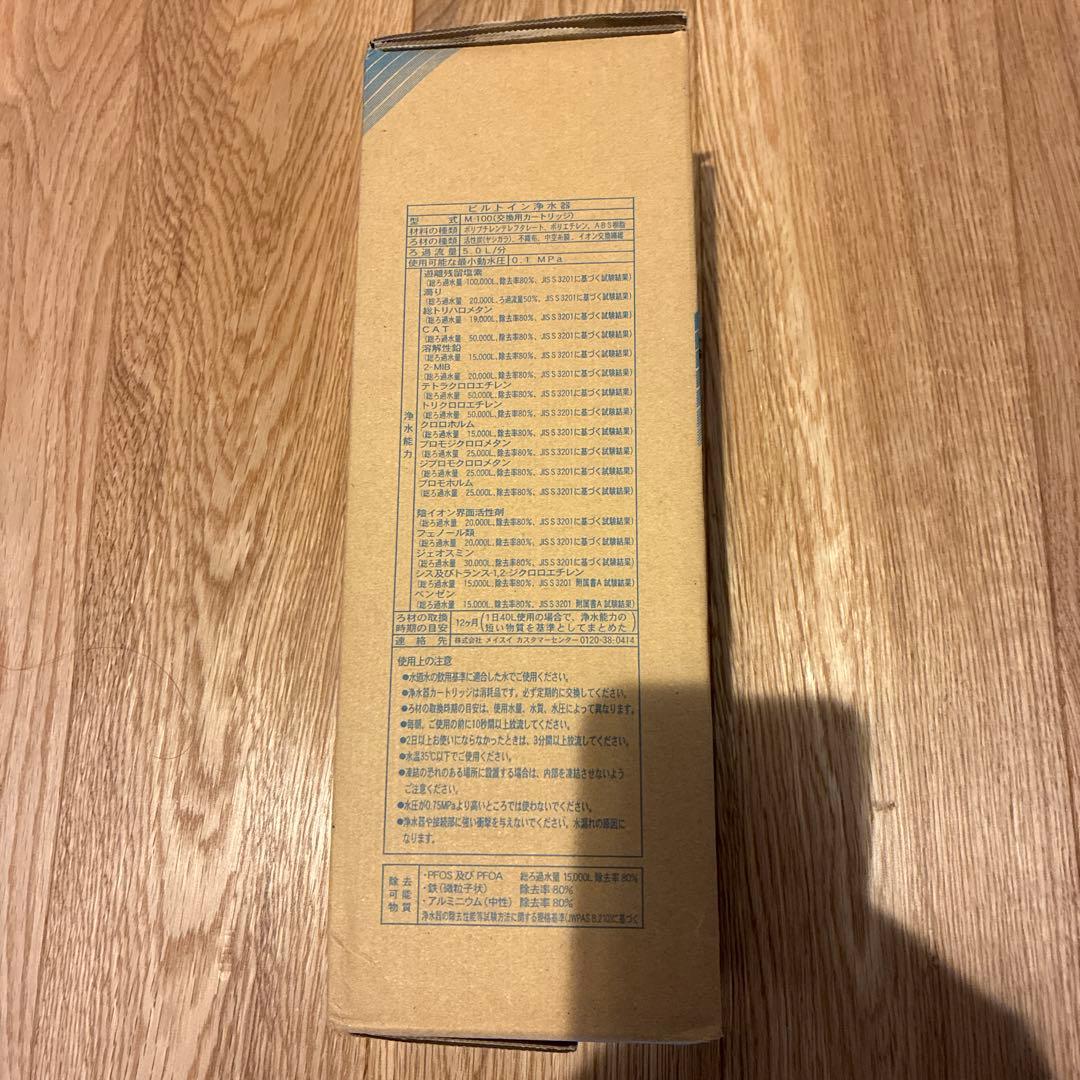 ビルトイン浄水器
型 式 M-100(交換用カートリッジ)
材料の種類 ポリブチレンテレフタレート、ポリエチレン、ABS樹脂
ろ材の種類 活性炭(ヤシガラ)、不織布、中空糸膜、イオン交換繊維
ろ過流量 5.0L/分
使用可能な最小動水圧 0.1 MPa
浄水能力
遊離残留塩素
(総ろ過水量 100,000L、除去率80%、JIS S 3201に基づく試験結果)
濁り
(総ろ過水量 20,000L、ろ過流量50%、JIS S 3201に基づく試験結果)
総トリハロメタン
(総ろ過水量 19,000L、除去率80%、JIS S 3201に基づく試験結果)
CAT
(総ろ過水量 50,000L、除去率80%、JIS S 3201に基づく試験結果)
溶解性鉛
(総ろ過水量 15,000L、除去率80%、JIS S 3201に基づく試験結果)
2-MIB
(総ろ過水量 20,000L、除去率80%、JIS S 3201に基づく試験結果)
テトラクロロエチレン
(総ろ過水量 50,000L、除去率80%、JIS S 3201に基づく試験結果)
トリクロロエチレン
(総ろ過水量 50,000L、除去率80%、JIS S 3201に基づく試験結果)
クロロホルム
(総ろ過水量 15,000L、除去率80%、JIS S 3201に基づく試験結果)
ブロモジクロロメタン
(総ろ過水量 25,000L、除去率80%、JIS S 3201に基づく試験結果)
ジブロモクロロメタン
(総ろ過水量 25,000L、除去率80%、JIS S 3201に基づく試験結果)
ブロモホルム
(総ろ過水量 25,000L、除去率80%、JIS S 3201に基づく試験結果)
陰イオン界面活性剤
(総ろ過水量 20,000L、除去率80%、JIS S 3201に基づく試験結果)
フェノール類
(総ろ過水量 20,000L、除去率80%、JIS S 3201に基づく試験結果)
ジェオスミン
(総ろ過水量 30,000L、除去率80%、JIS S 3201に基づく試験結果)
シス及びトランス-1,2-ジクロロエチレン
(総ろ過水量 15,000L、除去率80%、JIS S 3201 附属書A 試験結果)
ベンゼン
(総ろ過水量 15,000L、除去率80%、JIS S 3201 附属書A 試験結果)
ろ材の取換時期の目安 12ヶ月(1日40L使用の場合で、浄水能力の
短い物質を基準としてまとめた)
連絡先 株式会社 メイスイ カスタマーセンター 0120-38-0414
使用上の注意
●水道水の飲用基準に適合した水でご使用ください。
●浄水器カートリッジは消耗品です。必ず定期的に交換してください。
●ろ材の取換時期の目安は、使用水量、水質、水圧によって異なります。
●毎朝、ご使用の前に10秒間以上放流してください。
●2日以上お使いにならなかったときは、3分間以上放流してください。
●水温35℃以下でご使用ください。
●凍結の恐れのある場所に設置する場合は、内部を凍結させないよう
ご注意ください。
●水圧が0.75MPaより高いところでは使わないでください。
●浄水器や接続部に強い衝撃を与えないでください。水漏れの原因に
なります。
除去可能物質
・PFOS 及び PFOA 総ろ過水量 15,000L 除去率 80%
・鉄(微粒子状) 除去率 80%
・アルミニウム(中性) 除去率 80%
浄水器の除去性能等試験方法に関する規格基準(JWPAS B.210)に基づく